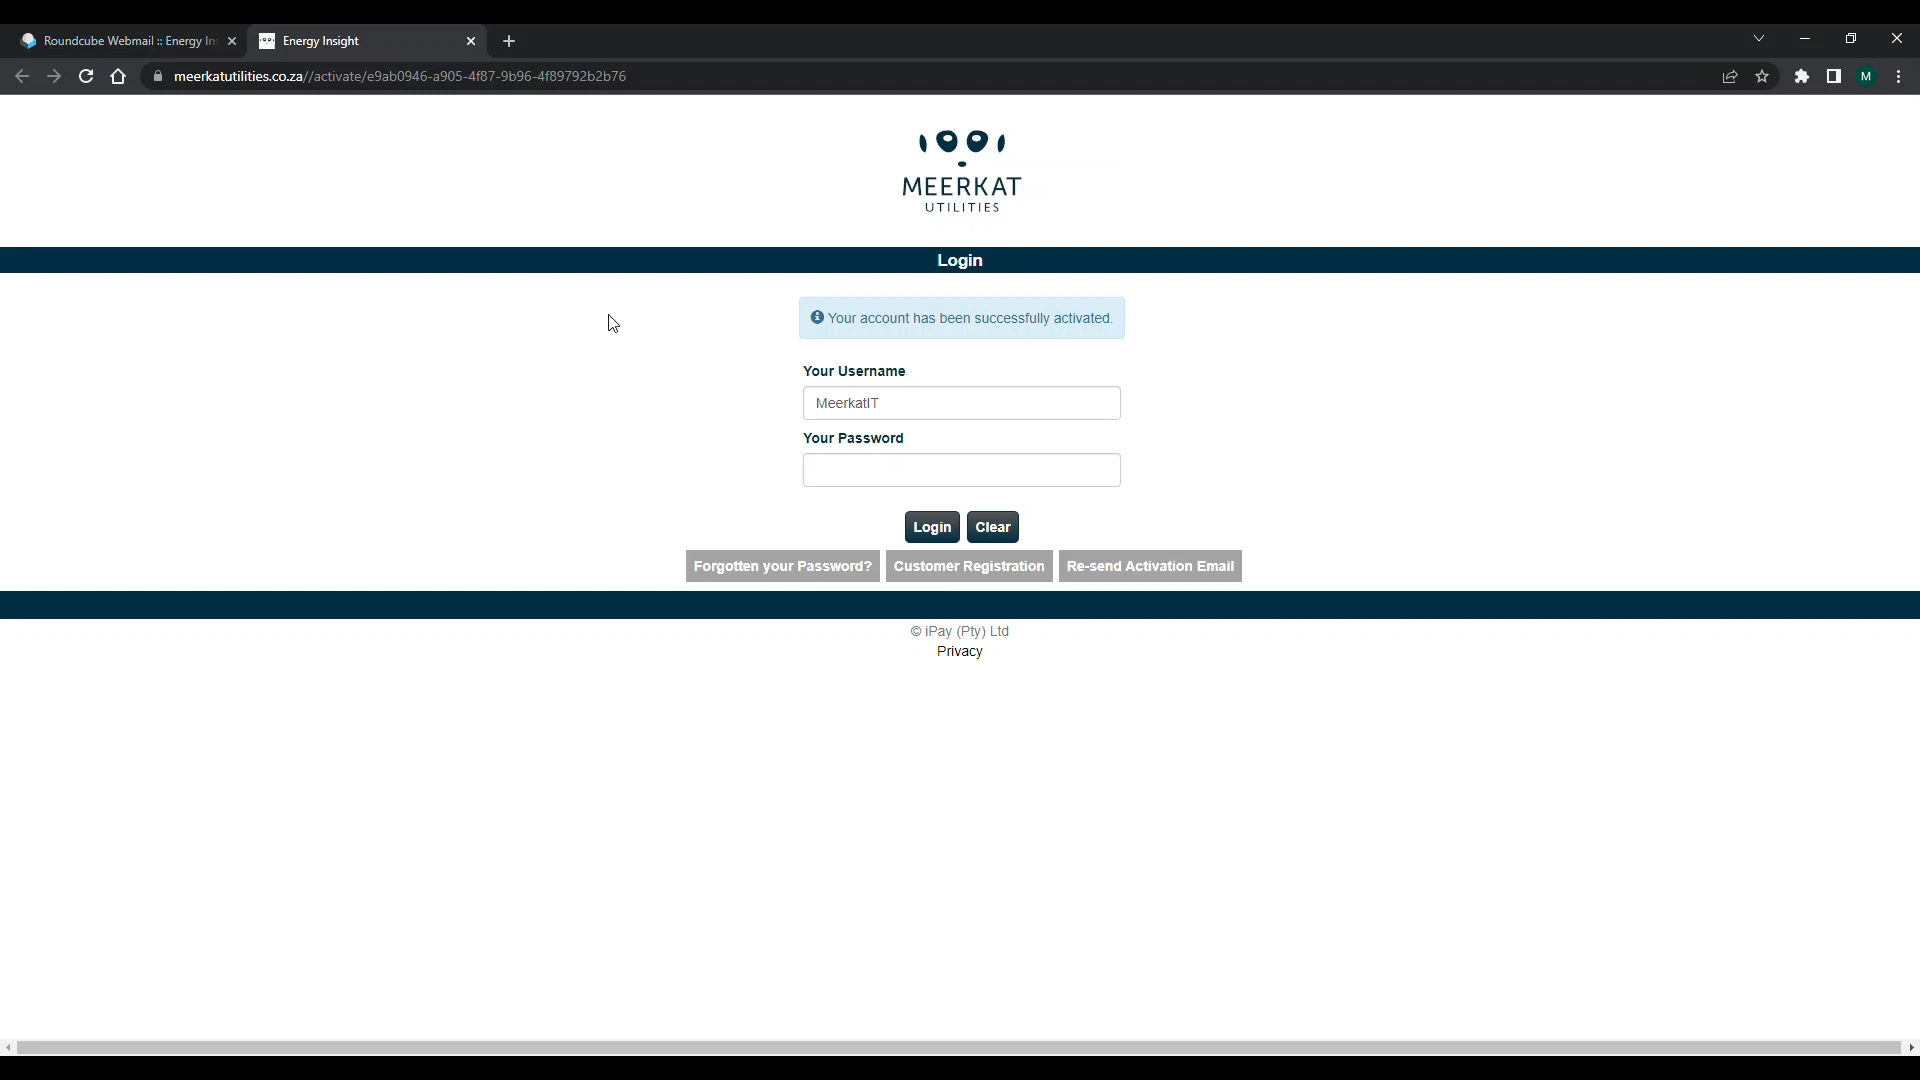 Roundcube Webmail :: Energy In
Energy Insight
meerkatutilities.co.za//activate/e9ab0946-a905-4f87-9b96-4f89792b2b76
M
MEERKAT
UTILITIES
Login
Your account has been successfully activated.
Your Username
MeerkatIT
Your Password
Login Clear
Forgotten your Password? Customer Registration Re-send Activation Email
© iPay (Pty) Ltd
Privacy